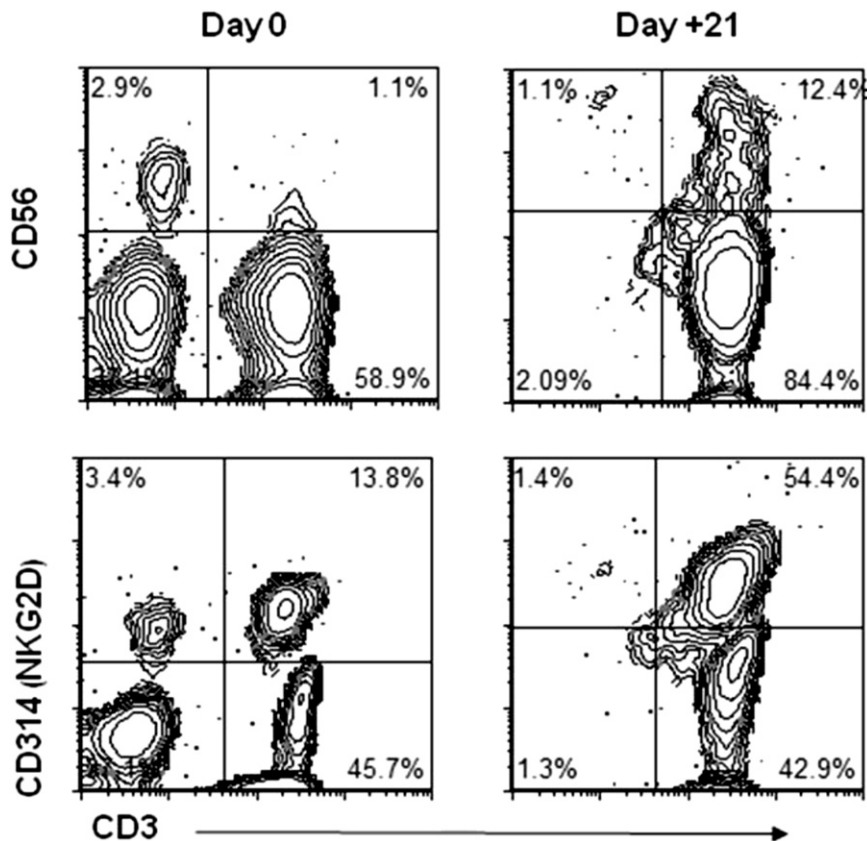 Day 0
Day +21
2.9%
1.1%
1.1%
12.4%
CD56
58.9%
2.09%
84.4%
3.4%
13.8%
1.4%
54.4%
CD314 (NKG2D)
45.7%
1.3%
42.9%
CD3